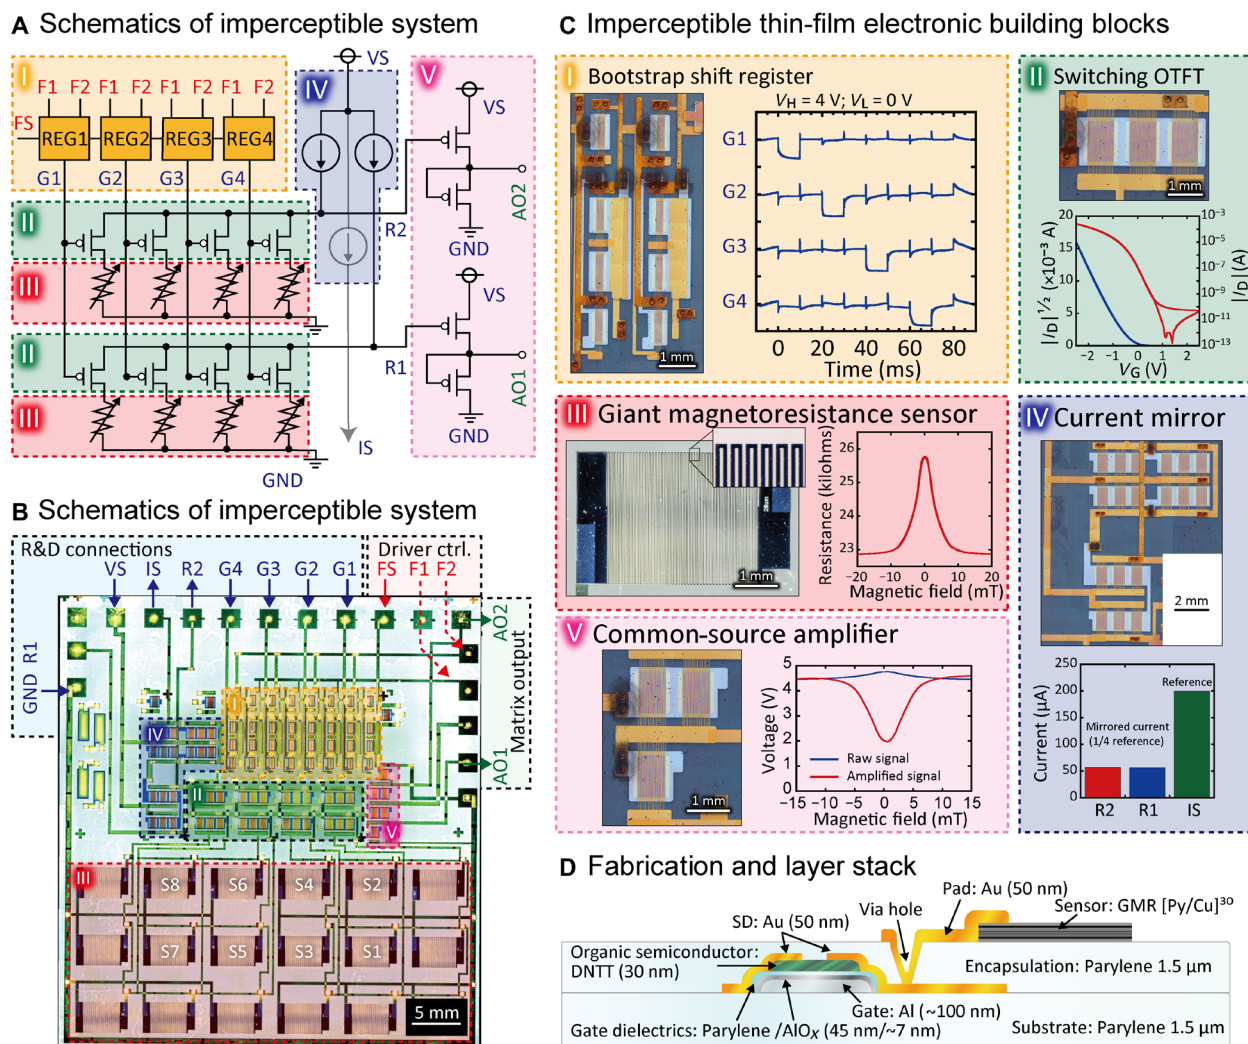 A Schematics of imperceptible system
I
F1 F2 F1 F2 F1 F2 F1 F2
FS REG1 REG2 REG3 REG4
G1 G2 G3 G4
II
III
II
III
GND
IV
VS
R2
R1
IS
V
VS
AO2
GND
VS
AO1
GND
B Schematics of imperceptible system
R&D connections
VS IS R2 G4 G3 G2 G1
Driver ctrl.
FS F1 F2
GND R1
AO2
Matrix output
AO1
I
IV
II
V
III
S8 S6 S4 S2
S7 S5 S3 S1
5 mm
C Imperceptible thin-film electronic building blocks
I Bootstrap shift register
1 mm
VH = 4 V; VL = 0 V
G1
G2
G3
G4
0 20 40 60 80
Time (ms)
II Switching OTFT
1 mm
20
15
10
5
0
|ID|1/2 (×10−3 A)
10−3
10−5
10−7
10−9
10−11
10−13
|ID| (A)
−2 −1 0 1 2
VG (V)
III Giant magnetoresistance sensor
1 mm
Resistance (kilohms)
26
25
24
23
−20 −10 0 10 20
Magnetic field (mT)
IV Current mirror
2 mm
Current (µA)
250
200
150
100
50
0
Reference
Mirrored current
(1/4 reference)
R2 R1 IS
V Common-source amplifier
1 mm
Voltage (V)
5
4
3
2
1
0
Raw signal
Amplified signal
−15 −10 −5 0 5 10 15
Magnetic field (mT)
D Fabrication and layer stack
Pad: Au (50 nm)
Via hole
Sensor: GMR [Py/Cu]30
SD: Au (50 nm)
Organic semiconductor:
DNTT (30 nm)
Encapsulation: Parylene 1.5 µm
Gate: Al (~100 nm)
Gate dielectrics: Parylene /AlOx (45 nm/~7 nm)
Substrate: Parylene 1.5 µm